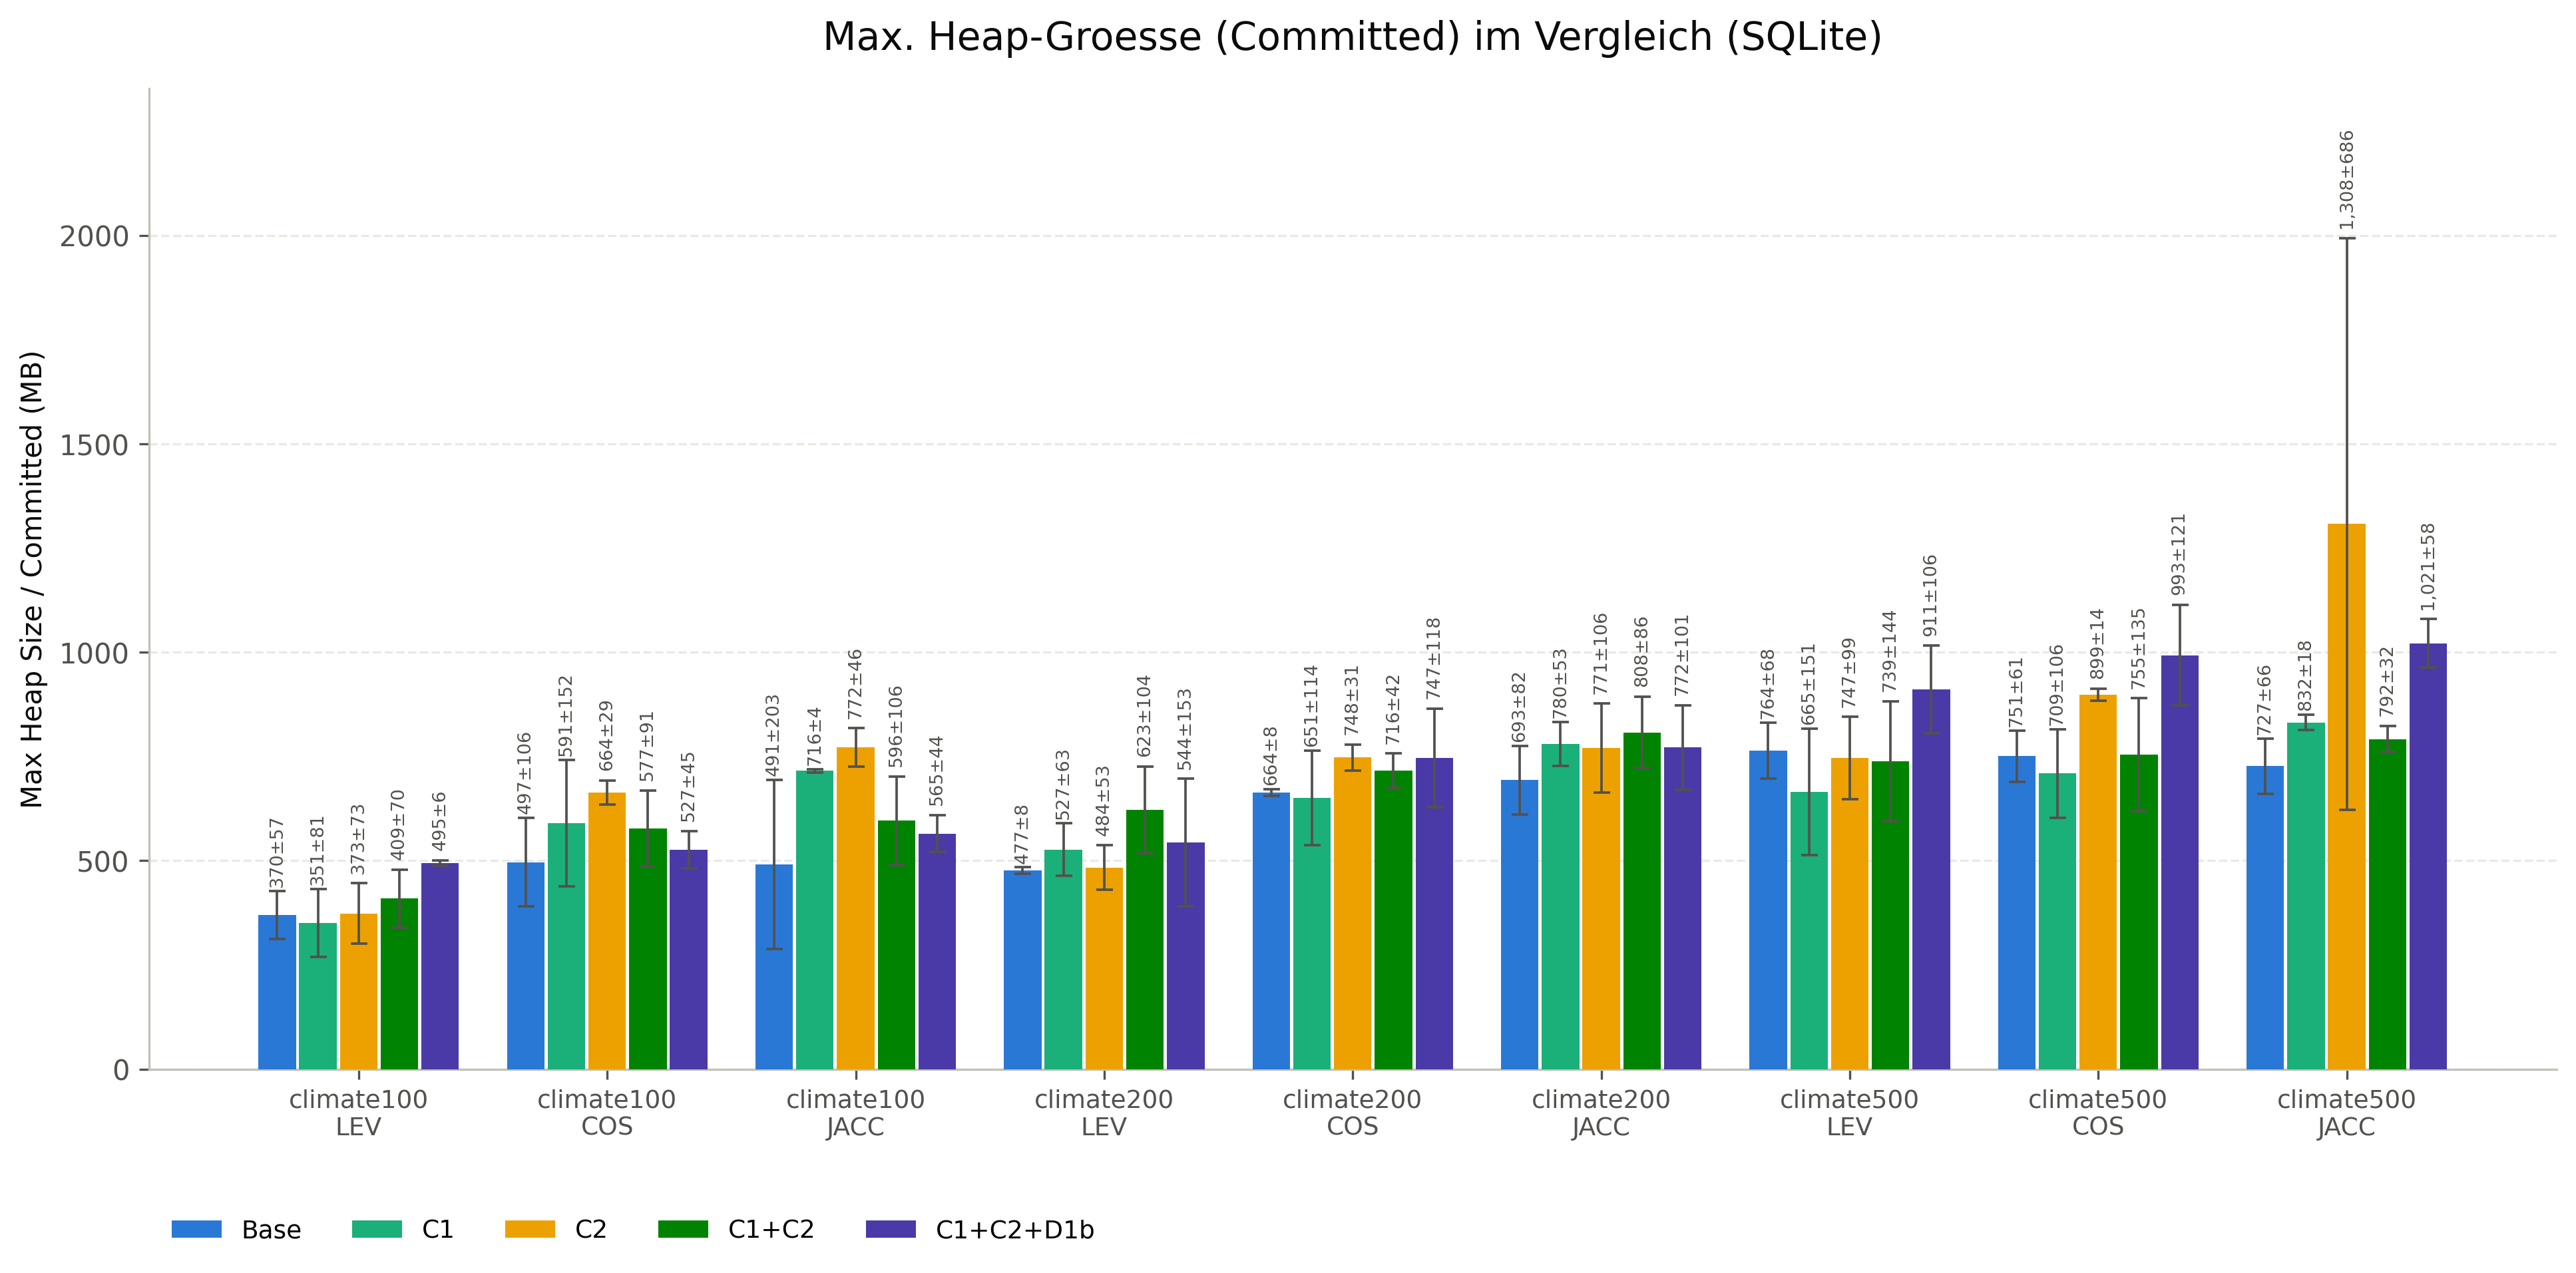 Max. Heap-Groesse (Committed) im Vergleich (SQLite)
Max Heap Size / Committed (MB)
2000
1500
1000
500
0
370±57
351±81
373±73
409±70
495±6
497±106
591±152
664±29
577±91
527±45
491±203
716±4
772±46
596±106
565±44
477±8
527±63
484±53
623±104
544±153
664±8
651±114
748±31
716±42
747±118
693±82
780±53
771±106
808±86
772±101
764±68
665±151
747±99
739±144
911±106
751±61
709±106
899±14
755±135
993±121
727±66
832±18
1,308±686
792±32
1,021±58
climate100
LEV
climate100
COS
climate100
JACC
climate200
LEV
climate200
COS
climate200
JACC
climate500
LEV
climate500
COS
climate500
JACC
Base
C1
C2
C1+C2
C1+C2+D1b